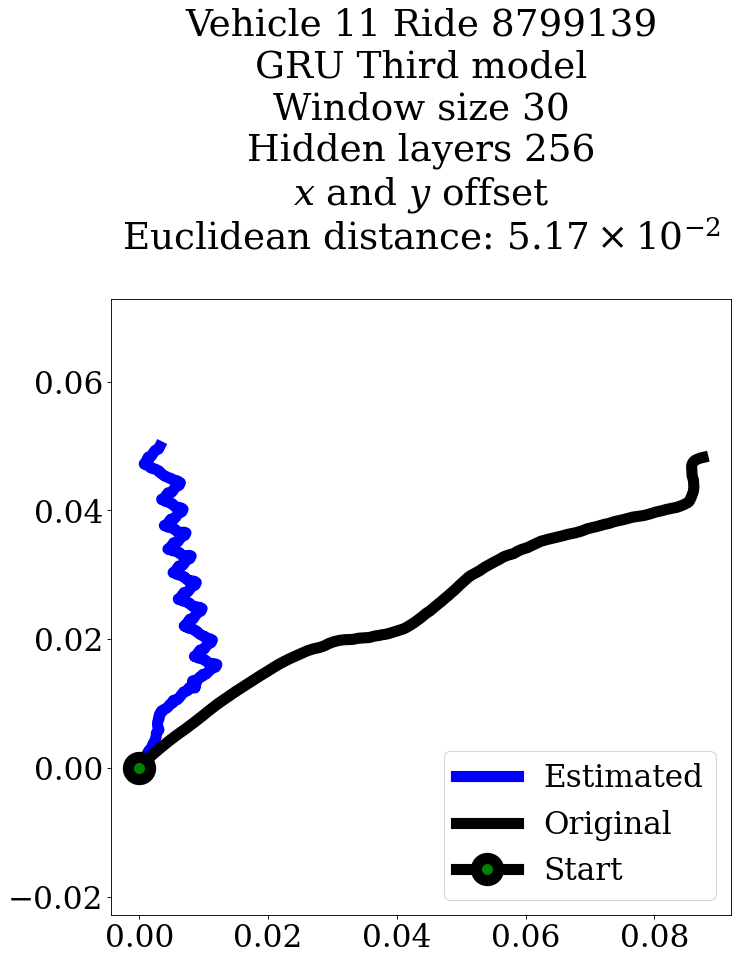 Vehicle 11 Ride 8799139
GRU Third model
Window size 30
Hidden layers 256
x and y offset
Euclidean distance: 5.17 × 10⁻²
0.06
0.04
0.02
0.00
−0.02
Estimated
Original
Start
0.00 0.02 0.04 0.06 0.08